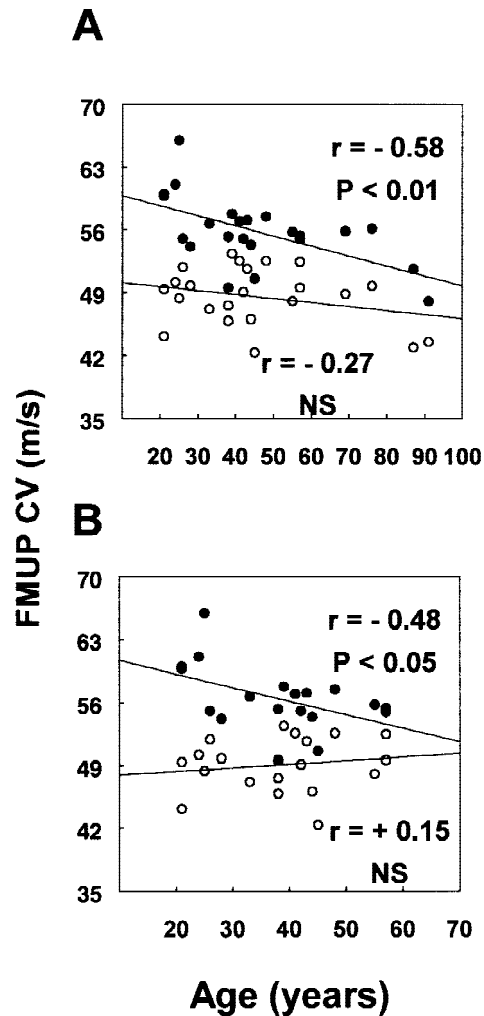 A
70
63
56
49
42
35
r = - 0.58
P < 0.01
r = - 0.27
NS
20 30 40 50 60 70 80 90 100
FMUP CV (m/s)
B
70
63
56
49
42
35
r = - 0.48
P < 0.05
r = + 0.15
NS
20 30 40 50 60 70
Age (years)